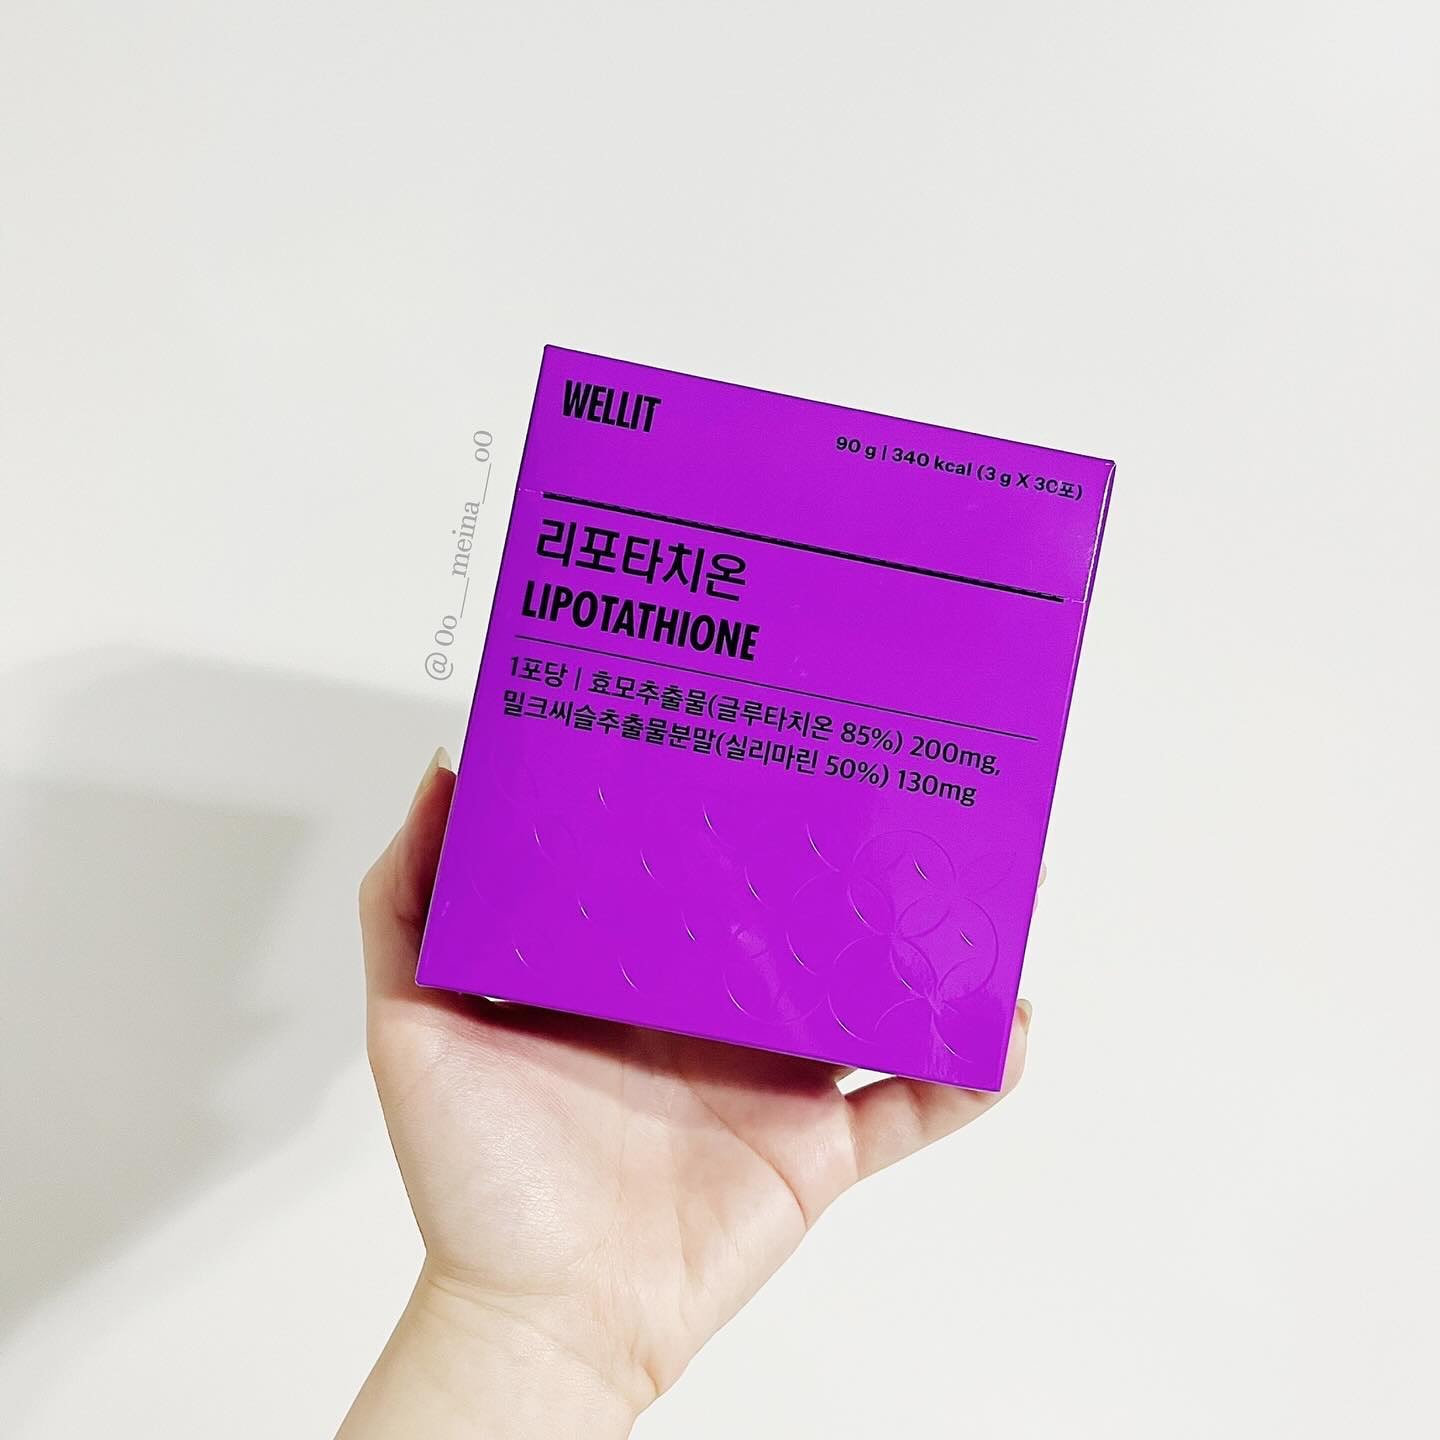 WELLIT
90 g | 340 kcal (3 g X 30포)
리포타치온
LIPOTATHIONE
1포당 | 효모추출물(글루타치온 85%) 200mg,
밀크씨슬추출물분말(실리마린 50%) 130mg
@0o__meina__o0